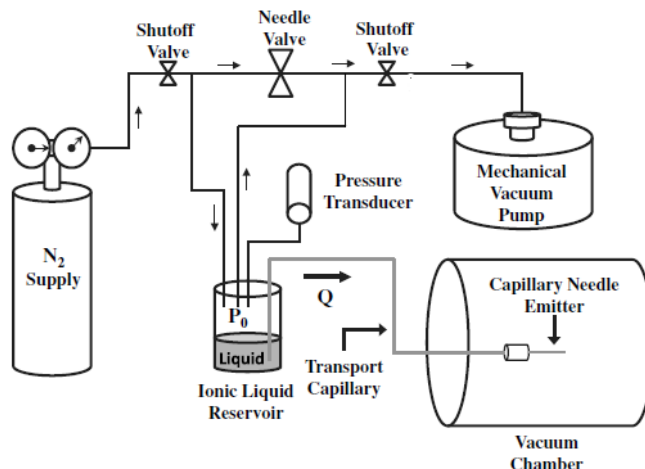 Shutoff
Valve
Needle
Valve
Shutoff
Valve
Mechanical
Vacuum
Pump
Pressure
Transducer
N2
Supply
P0
Liquid
Q
Ionic Liquid
Reservoir
Transport
Capillary
Capillary Needle
Emitter
Vacuum
Chamber